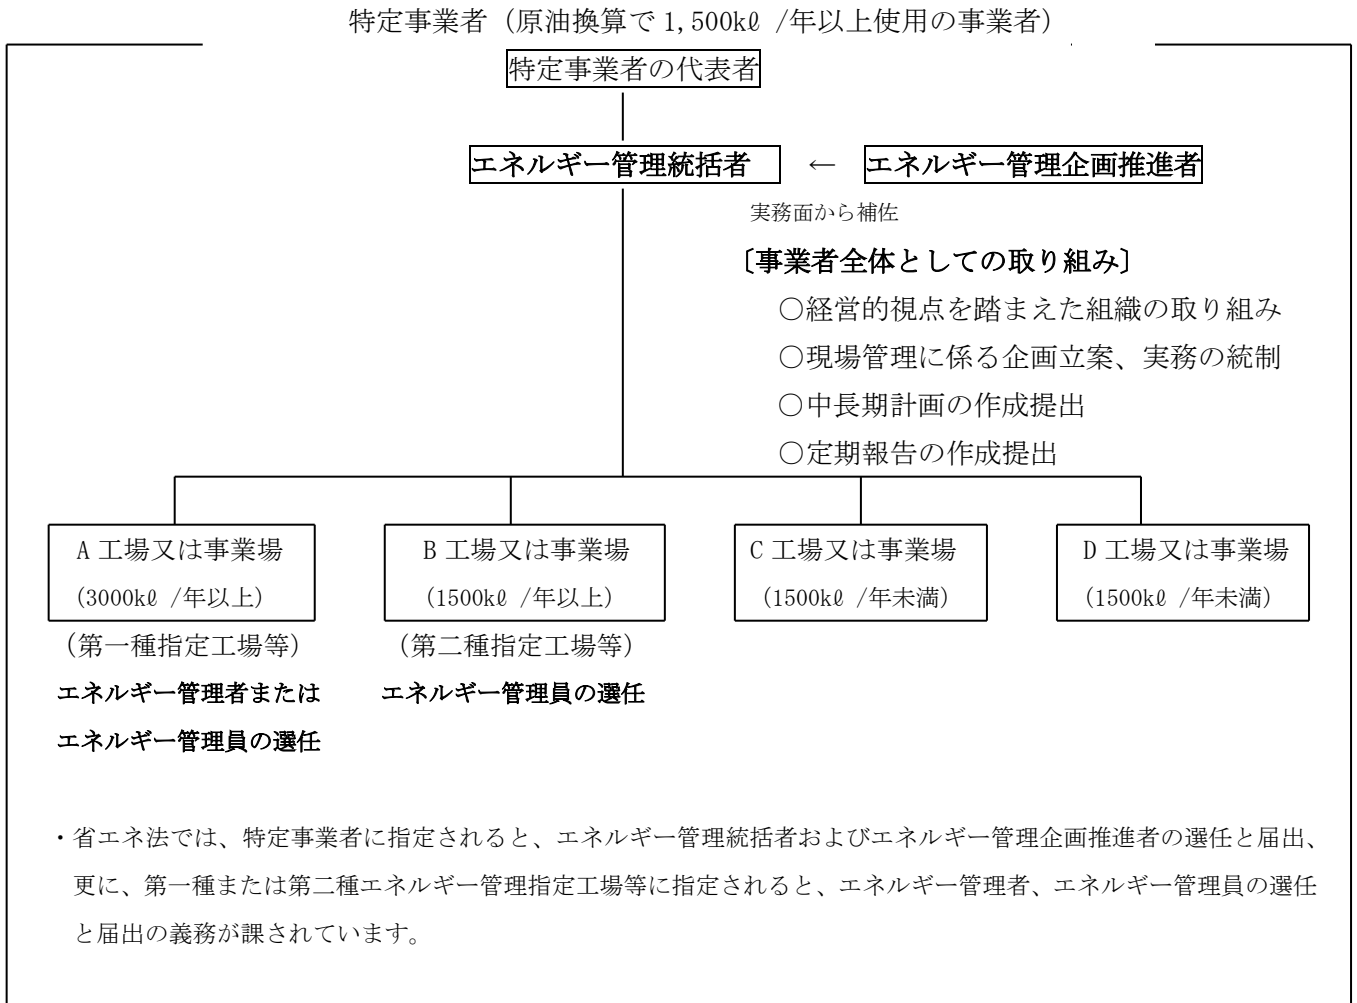 特定事業者（原油換算で1,500kℓ /年以上使用の事業者）
特定事業者の代表者
エネルギー管理統括者 ← エネルギー管理企画推進者
実務面から補佐
〔事業者全体としての取り組み〕
○経営的視点を踏まえた組織の取り組み
○現場管理に係る企画立案、実務の統制
○中長期計画の作成提出
○定期報告の作成提出
A工場又は事業場 B工場又は事業場 C工場又は事業場 D工場又は事業場
（3000kℓ /年以上） （1500kℓ /年以上） （1500kℓ /年未満） （1500kℓ /年未満）
（第一種指定工場等） （第二種指定工場等）
エネルギー管理者または エネルギー管理員の選任
エネルギー管理員の選任
・省エネ法では、特定事業者に指定されると、エネルギー管理統括者およびエネルギー管理企画推進者の選任と届出、
更に、第一種または第二種エネルギー管理指定工場等に指定されると、エネルギー管理者、エネルギー管理員の選任
と届出の義務が課されています。